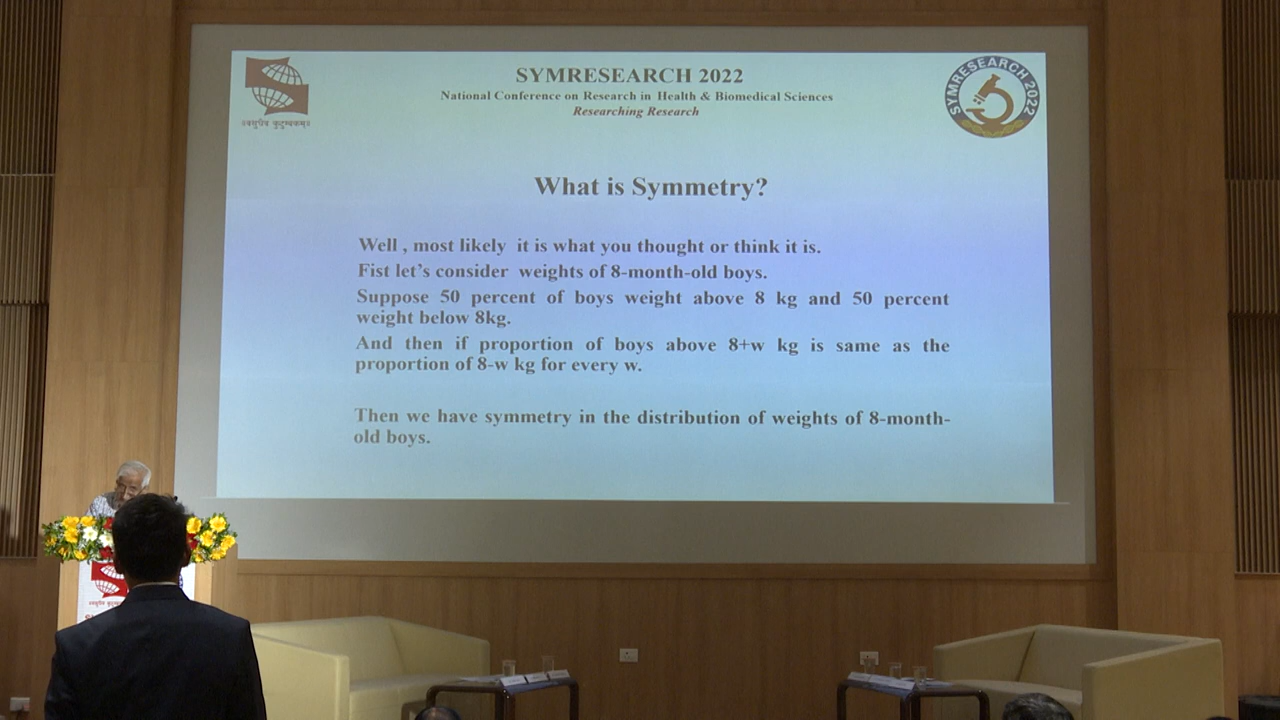 SYMRESEARCH 2022
National Conference on Research in Health & Biomedical Sciences
Researching Research
॥वसुधैव कुटुम्बकम्॥
SYMRESEARCH 2022
What is Symmetry?
Well , most likely it is what you thought or think it is.
Fist let's consider weights of 8-month-old boys.
Suppose 50 percent of boys weight above 8 kg and 50 percent
weight below 8kg.
And then if proportion of boys above 8+w kg is same as the
proportion of 8-w kg for every w.
Then we have symmetry in the distribution of weights of 8-month-
old boys.